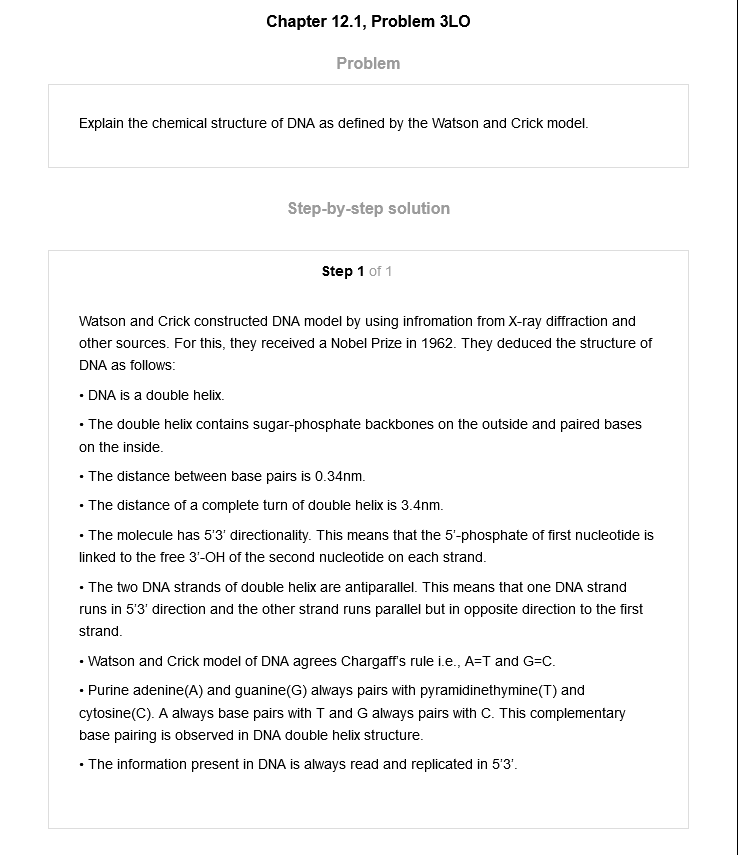 Chapter 12.1, Problem 3LO
Problem
Explain the chemical structure of DNA as defined by the Watson and Crick model.
Step-by-step solution
Step 1 of 1
Watson and Crick constructed DNA model by using infromation from X-ray diffraction and
other sources. For this, they received a Nobel Prize in 1962. They deduced the structure of
DNA as follows:
• DNA is a double helix.
• The double helix contains sugar-phosphate backbones on the outside and paired bases
on the inside.
• The distance between base pairs is 0.34nm.
• The distance of a complete turn of double helix is 3.4nm.
• The molecule has 5’3’ directionality. This means that the 5’-phosphate of first nucleotide is
linked to the free 3’-OH of the second nucleotide on each strand.
• The two DNA strands of double helix are antiparallel. This means that one DNA strand
runs in 5’3’ direction and the other strand runs parallel but in opposite direction to the first
strand.
• Watson and Crick model of DNA agrees Chargaff’s rule i.e., A=T and G=C.
• Purine adenine(A) and guanine(G) always pairs with pyramidinethymine(T) and
cytosine(C). A always base pairs with T and G always pairs with C. This complementary
base pairing is observed in DNA double helix structure.
• The information present in DNA is always read and replicated in 5’3’.